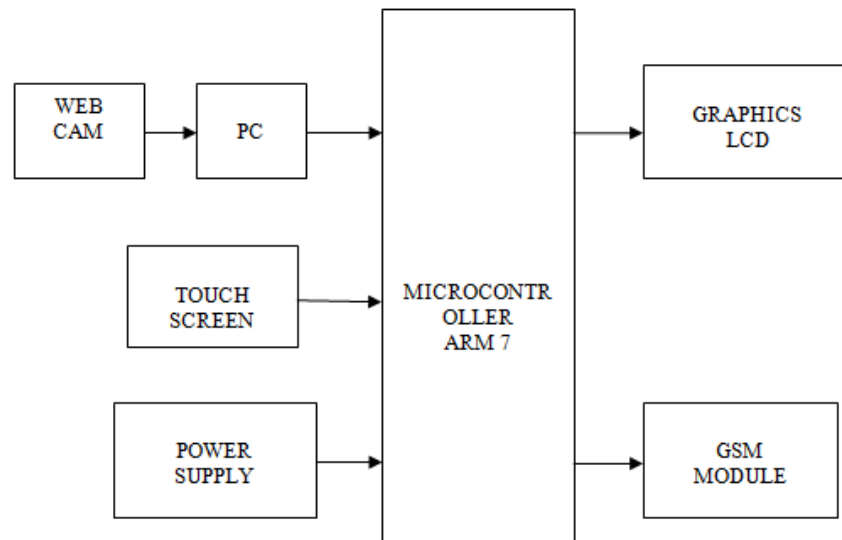 WEB
CAM
PC
GRAPHICS
LCD
TOUCH
SCREEN
MICROCONTR
OLLER
ARM 7
POWER
SUPPLY
GSM
MODULE